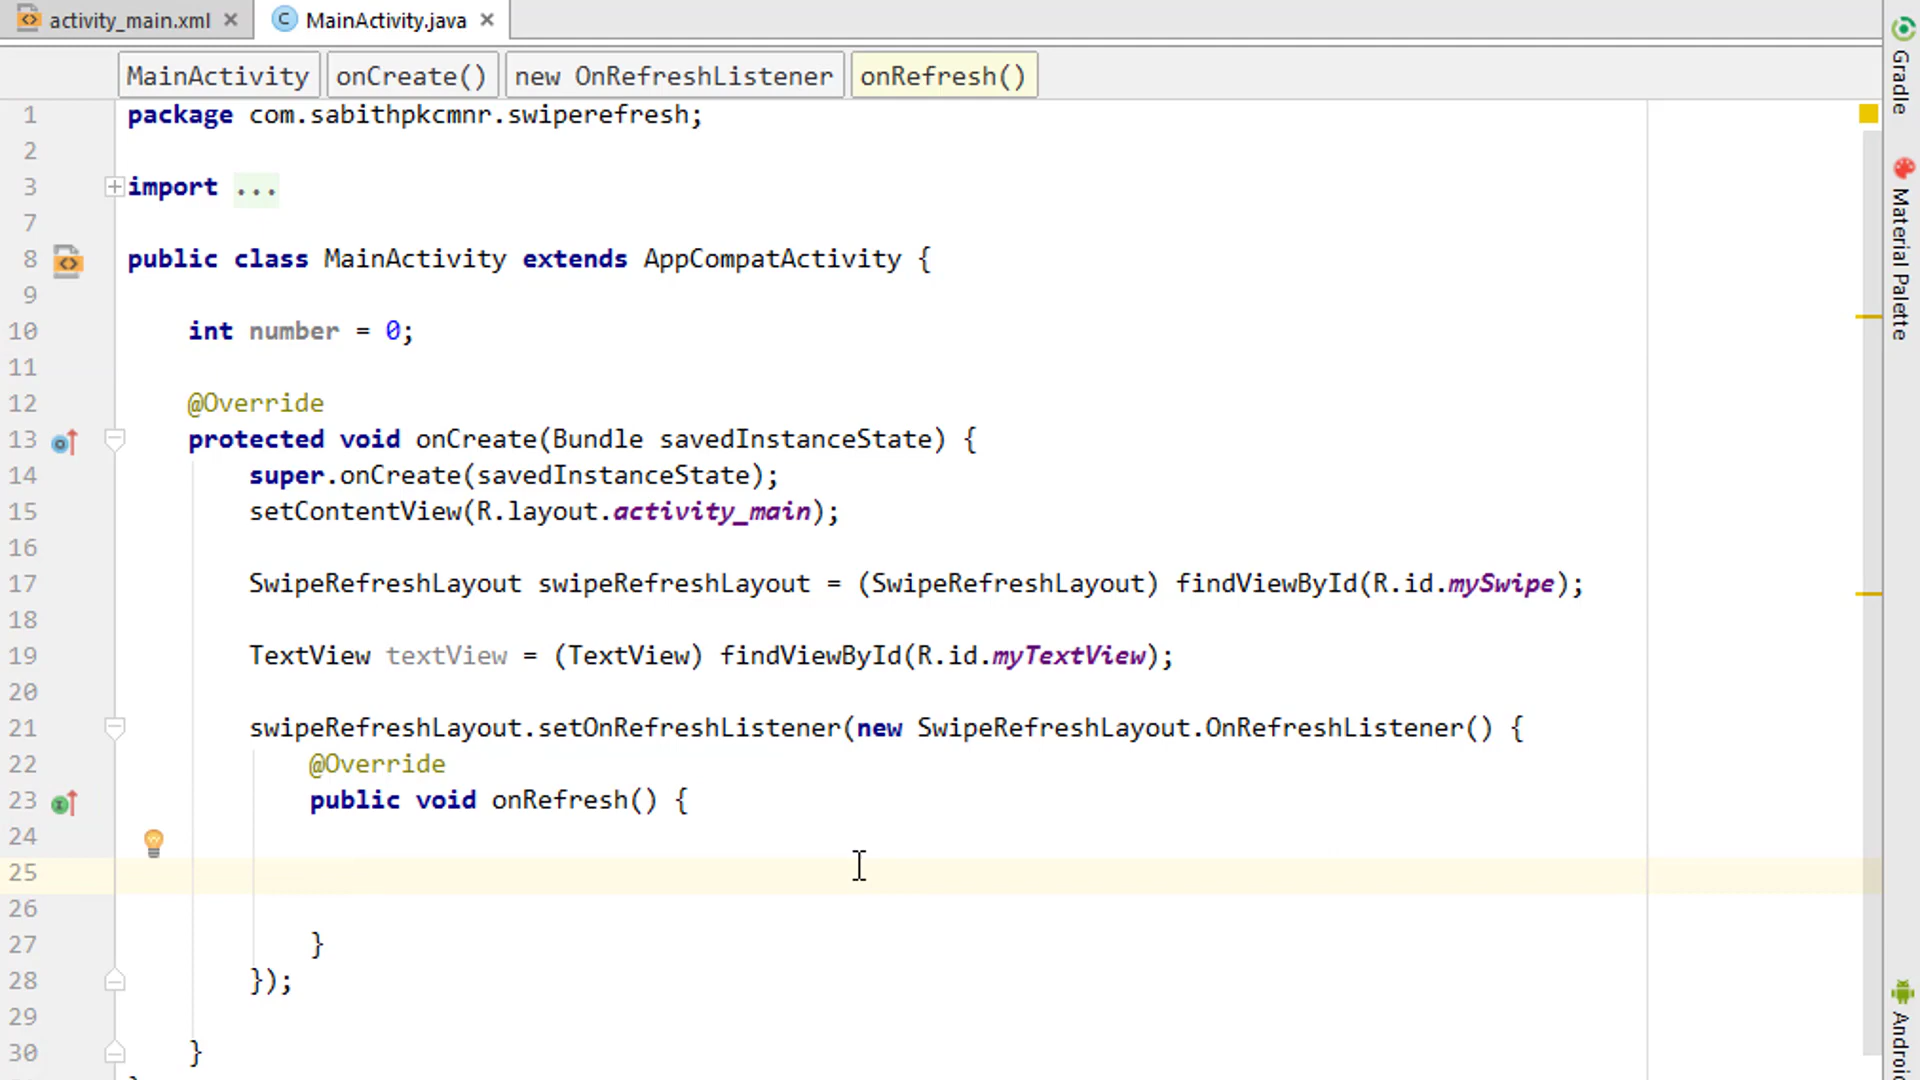 activity_main.xml MainActivity.java
MainActivity onCreate() new OnRefreshListener onRefresh()
1 package com.sabithpkcmnr.swiperefresh;
2
3 import ...
7
8 public class MainActivity extends AppCompatActivity {
9
10 int number = 0;
11
12 @Override
13 protected void onCreate(Bundle savedInstanceState) {
14 super.onCreate(savedInstanceState);
15 setContentView(R.layout.activity_main);
16
17 SwipeRefreshLayout swipeRefreshLayout = (SwipeRefreshLayout) findViewById(R.id.mySwipe);
18
19 TextView textView = (TextView) findViewById(R.id.myTextView);
20
21 swipeRefreshLayout.setOnRefreshListener(new SwipeRefreshLayout.OnRefreshListener() {
22 @Override
23 public void onRefresh() {
24
25
26
27 }
28 });
29
30 }
Gradle
Material Palette